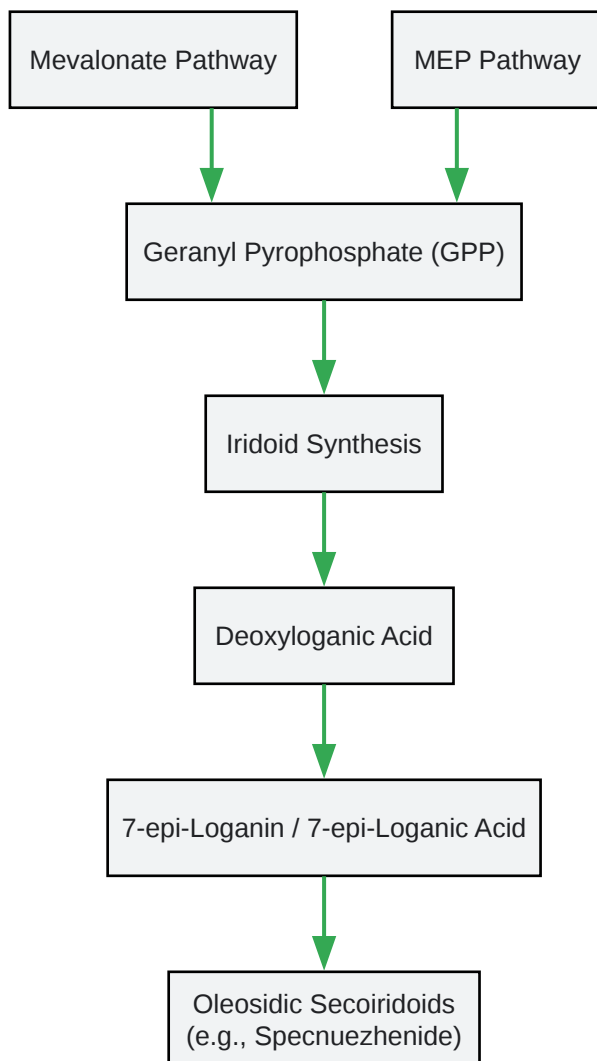 Mevalonate Pathway
MEP Pathway
Geranyl Pyrophosphate (GPP)
Iridoid Synthesis
Deoxyloganic Acid
7-epi-Loganin / 7-epi-Loganic Acid
Oleosidic Secoiridoids
(e.g., Specnuezhenide)